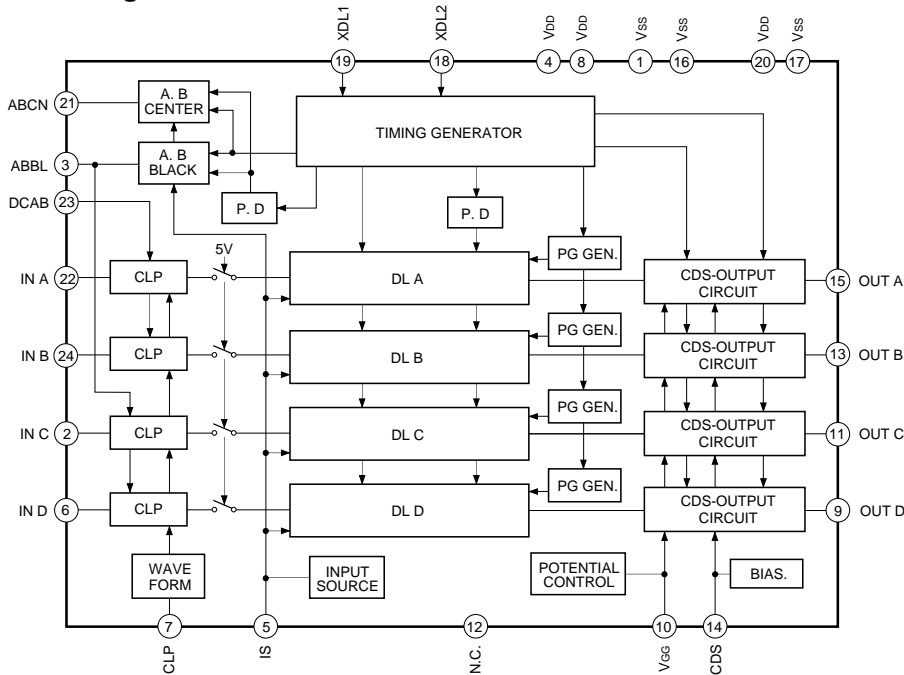 g
XDL1
XDL2
VDD
VDD
VSS
VSS
VDD
VSS
19
18
4
8
1
16
20
17
ABCN
21
A. B
CENTER
TIMING GENERATOR
ABBL
3
A. B
BLACK
DCAB
23
P. D
P. D
5V
PG GEN.
IN A
22
CLP
DL A
CDS-OUTPUT
CIRCUIT
15
OUT A
PG GEN.
IN B
24
CLP
DL B
CDS-OUTPUT
CIRCUIT
13
OUT B
PG GEN.
IN C
2
CLP
DL C
CDS-OUTPUT
CIRCUIT
11
OUT C
PG GEN.
IN D
6
CLP
DL D
CDS-OUTPUT
CIRCUIT
9
OUT D
WAVE
FORM
INPUT
SOURCE
POTENTIAL
CONTROL
BIAS.
7
5
12
10
14
CLP
IS
N.C.
VGG
CDS